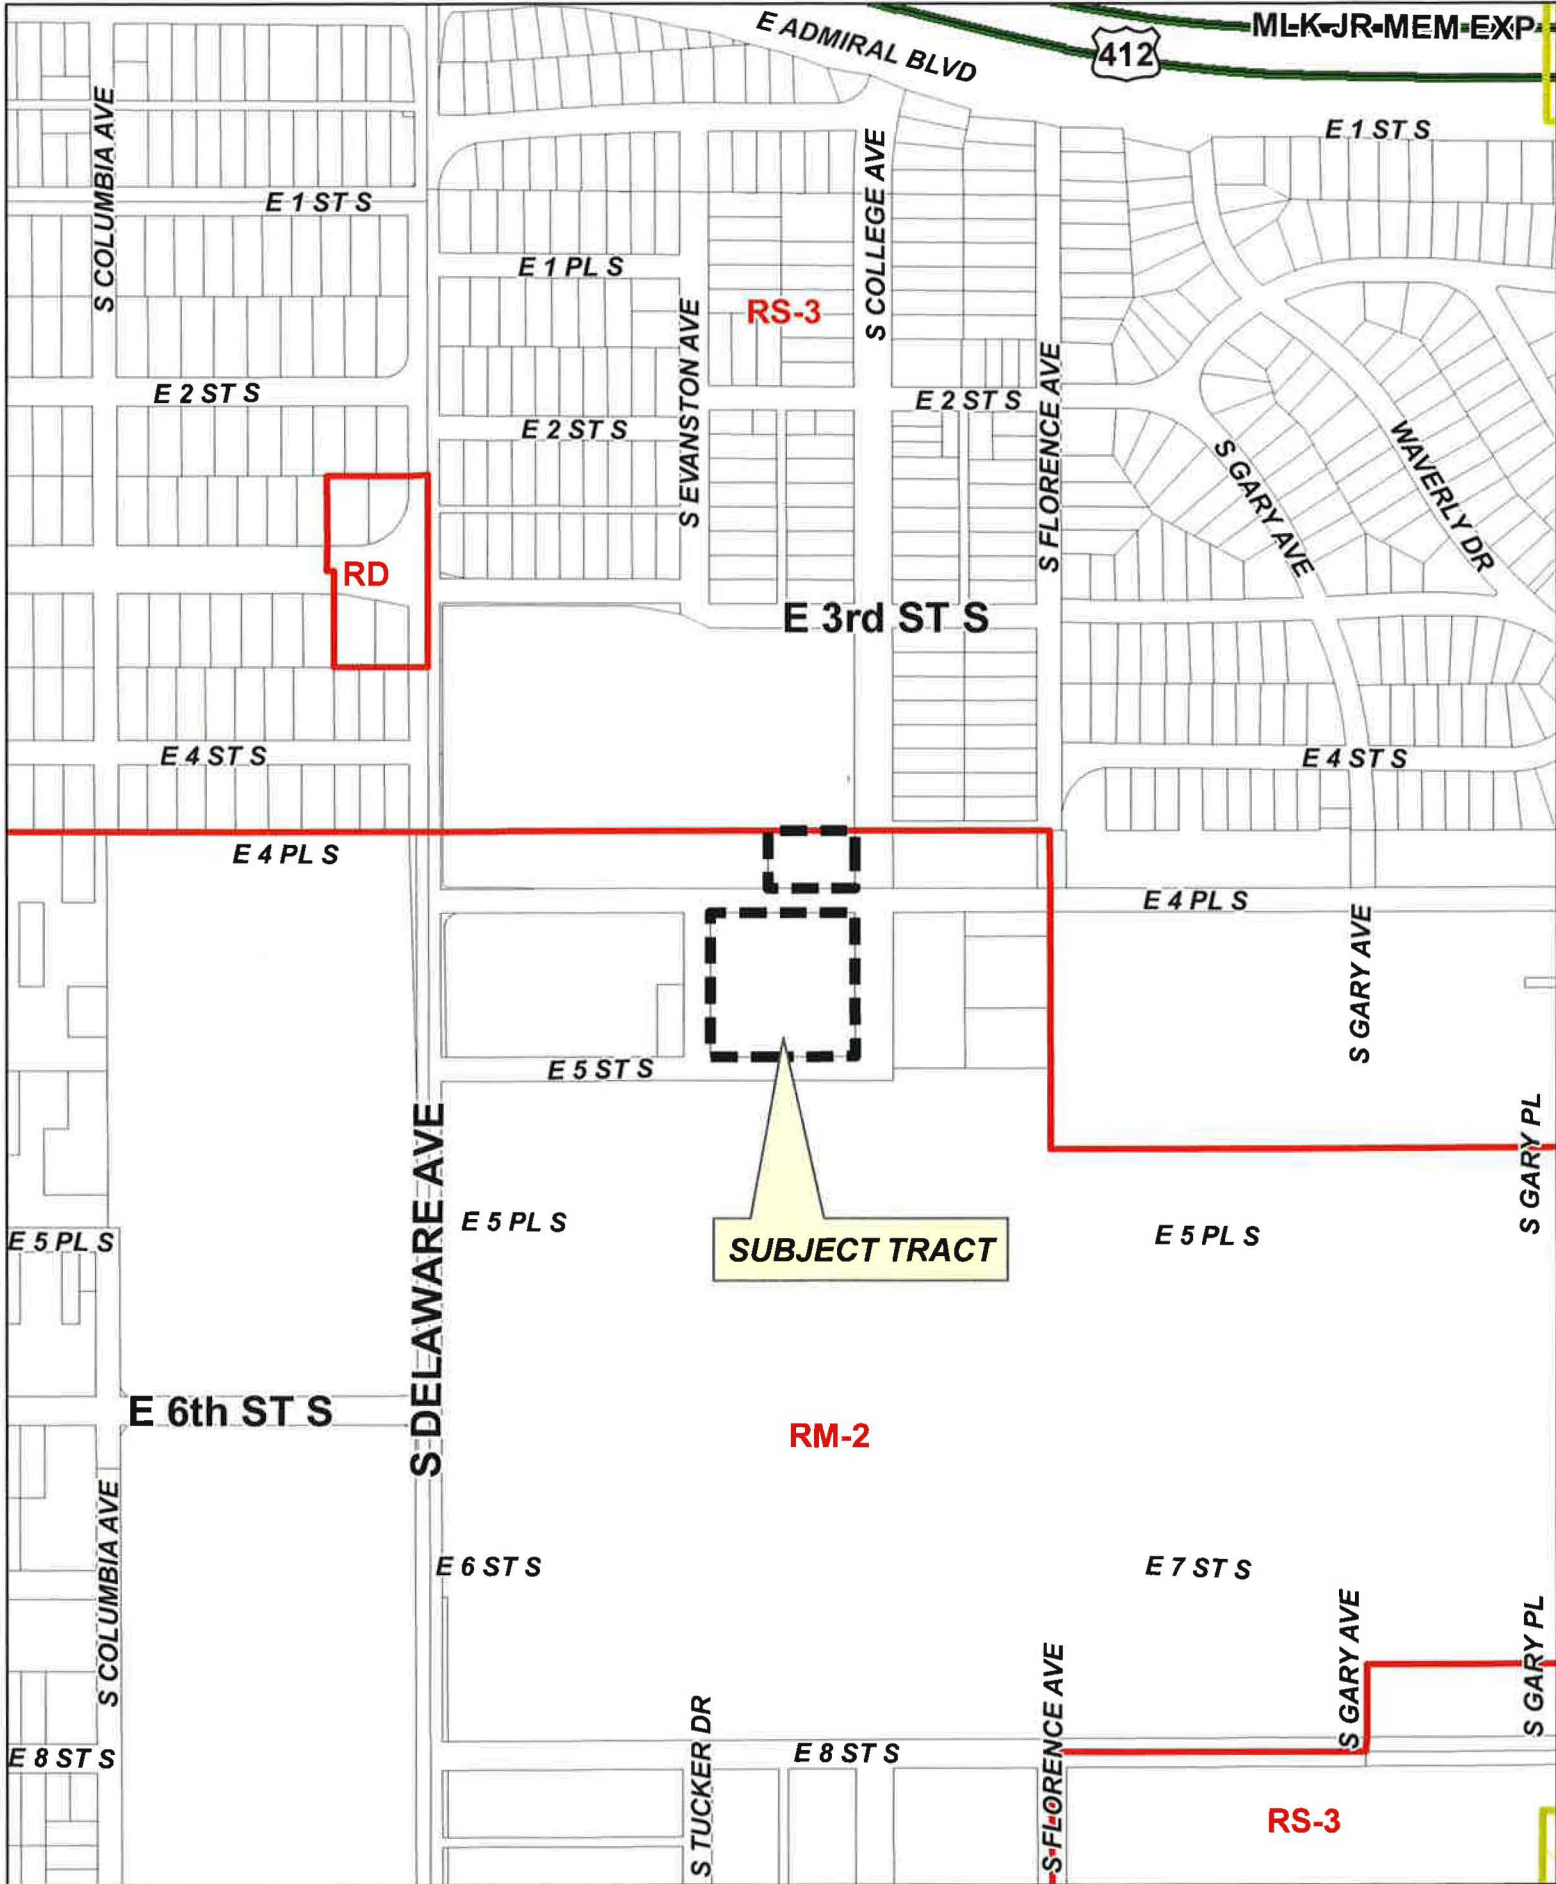 E ADMIRAL BLVD
412
MLK-JR-MEM-EXP
S COLUMBIA AVE
E 1 ST S
E 1 ST S
S COLLEGE AVE
E 1 PL S
RS-3
S EVANSTON AVE
E 2 ST S
E 2 ST S
E 2 ST S
S FLORENCE AVE
S GARY AVE
WAVERLY DR
RD
E 3rd ST S
E 4 ST S
E 4 ST S
E 4 PL S
E 4 PL S
S GARY AVE
E 5 ST S
S DELAWARE AVE
S GARY PL
E 5 PL S
E 5 PL S
E 5 PL S
SUBJECT TRACT
E 6th ST S
RM-2
S COLUMBIA AVE
E 6 ST S
E 7 ST S
S GARY AVE
S GARY PL
S FLORENCE AVE
S TUCKER DR
E 8 ST S
E 8 ST S
RS-3